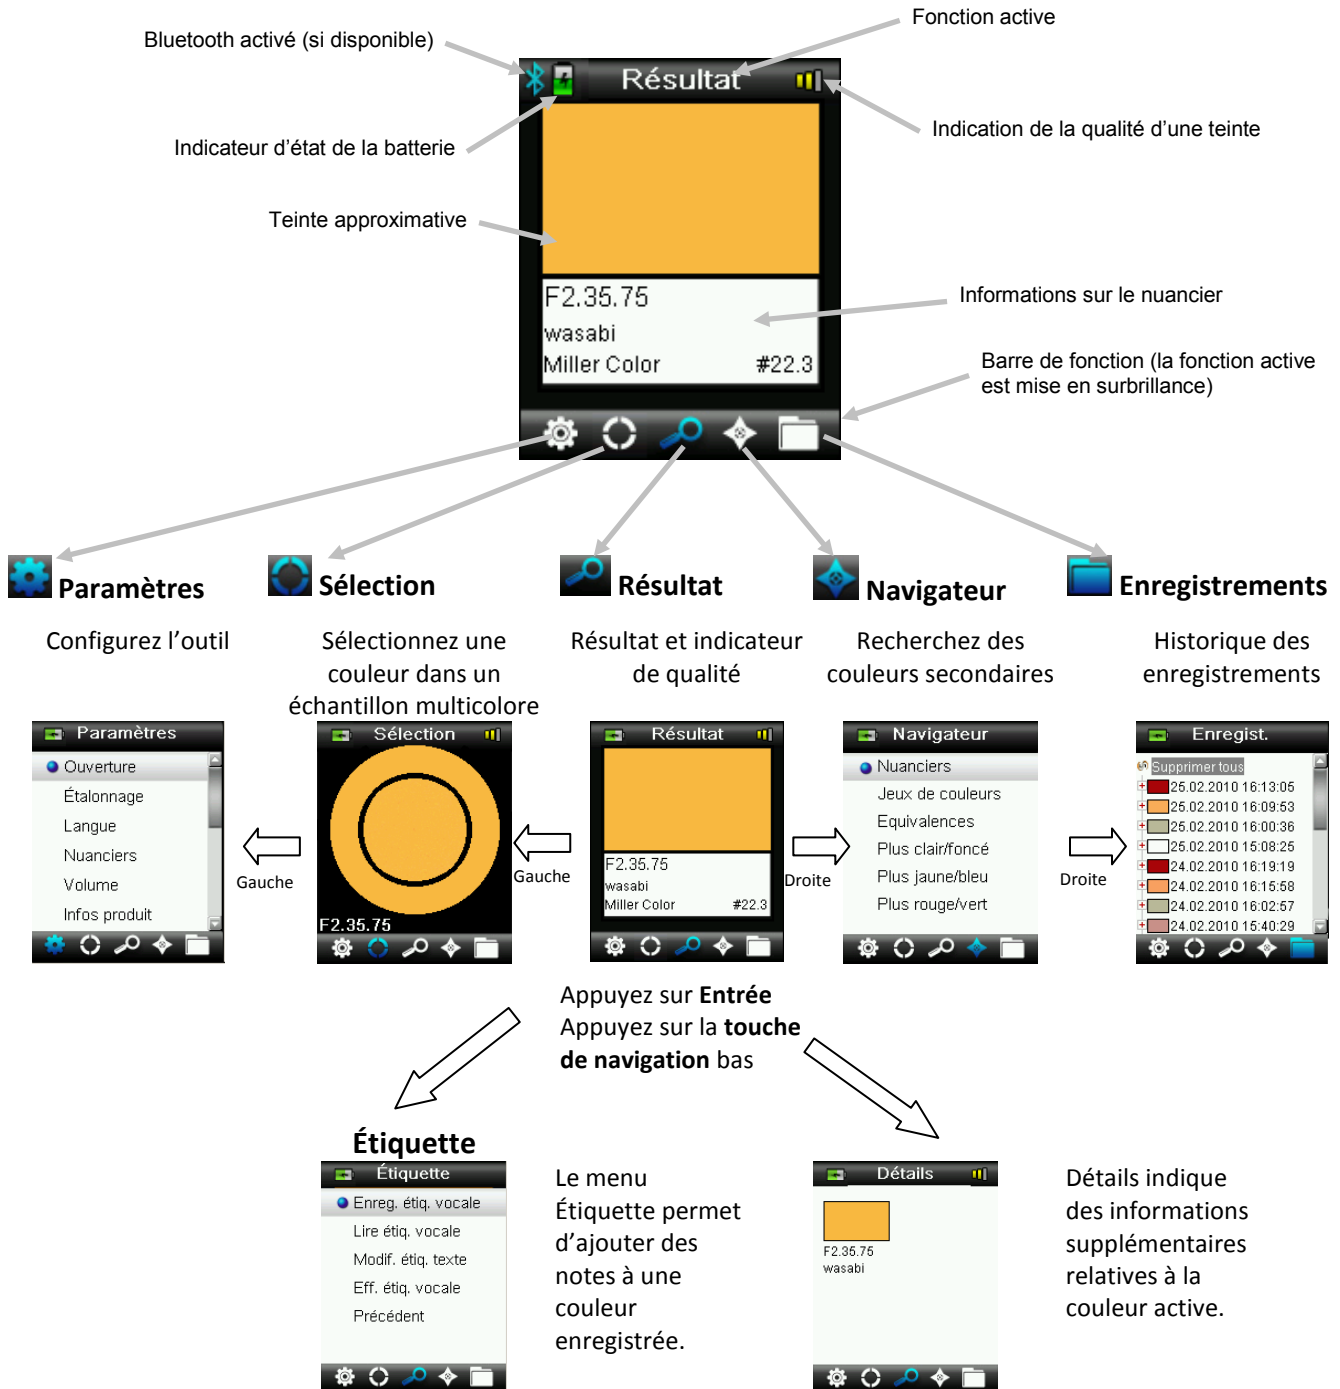 Fonction active
Bluetooth activé (si disponible)
Résultat
Indication de la qualité d'une teinte
Indicateur d'état de la batterie
Teinte approximative
Informations sur le nuancier
F2.35.75
wasabi
Miller Color #22.3
Barre de fonction (la fonction active
est mise en surbrillance)
Paramètres
Sélection
Résultat
Navigateur
Enregistrements
Configurez l'outil
Sélectionnez une
couleur dans un
échantillon multicolore
Résultat et indicateur
de qualité
Recherchez des
couleurs secondaires
Historique des
enregistrements
Paramètres
Ouverture
Étalonnage
Langue
Nuanciers
Volume
Infos produit
Gauche
Sélection
F2.35.75
Gauche
Résultat
F2.35.75
wasabi
Miller Color #22.3
Droite
Navigateur
Nuanciers
Jeux de couleurs
Equivalences
Plus clair/foncé
Plus jaune/bleu
Plus rouge/vert
Droite
Enregist.
Supprimer tous
25.02.2010 16:13:05
25.02.2010 16:09:53
25.02.2010 16:00:36
25.02.2010 15:08:25
24.02.2010 16:19:19
24.02.2010 16:15:58
24.02.2010 16:02:57
24.02.2010 15:40:29
Appuyez sur Entrée
Appuyez sur la touche
de navigation bas
Étiquette
Étiquette
Enreg. étiq. vocale
Lire étiq. vocale
Modif. étiq. texte
Eff. étiq. vocale
Précédent
Le menu
Étiquette permet
d'ajouter des
notes à une
couleur
enregistrée.
Détails
F2.35.75
wasabi
Détails indique
des informations
supplémentaires
relatives à la
couleur active.